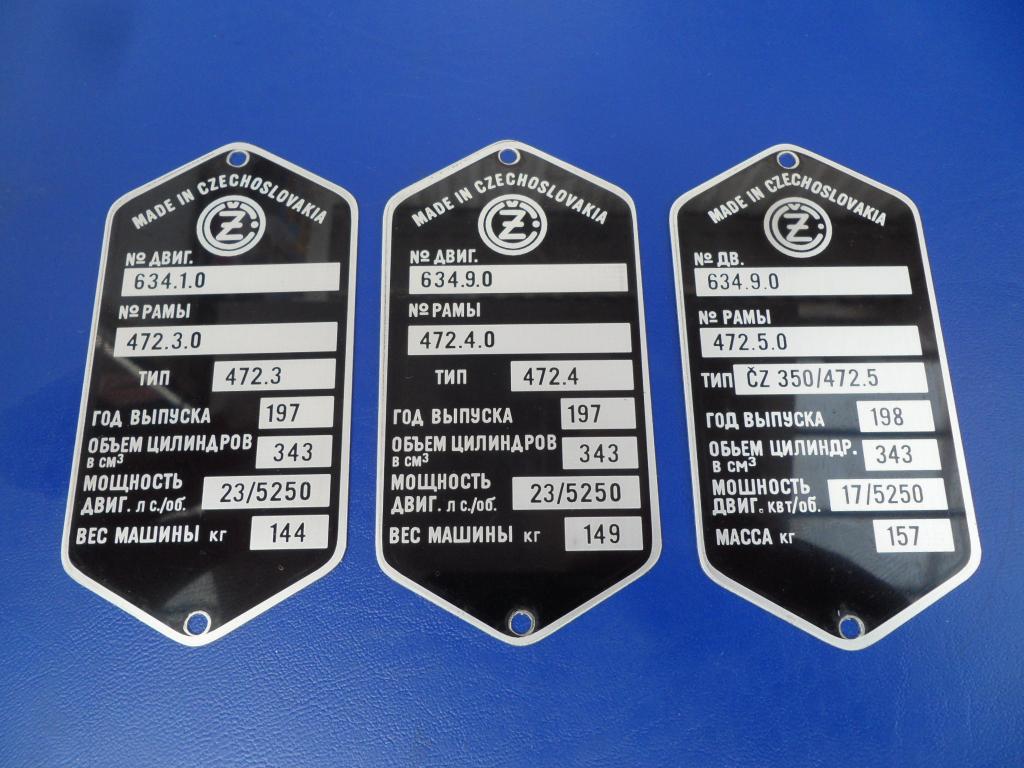 MADE IN CZECHOSLOVAKIA
ČZ
№ ДВИГ.
634.1.0
№ РАМЫ
472.3.0
ТИП 472.3
ГОД ВЫПУСКА 197
ОБЪЕМ ЦИЛИНДРОВ
В СМ³ 343
МОЩНОСТЬ
ДВИГ. Л С./ОБ. 23/5250
ВЕС МАШИНЫ КГ 144
MADE IN CZECHOSLOVAKIA
ČZ
№ ДВИГ.
634.9.0
№ РАМЫ
472.4.0
ТИП 472.4
ГОД ВЫПУСКА 197
ОБЪЕМ ЦИЛИНДРОВ
В СМ³ 343
МОЩНОСТЬ
ДВИГ. Л С./ОБ. 23/5250
ВЕС МАШИНЫ КГ 149
MADE IN CZECHOSLOVAKIA
ČZ
№ ДВ.
634.9.0
№ РАМЫ
472.5.0
ТИП ČZ 350/472.5
ГОД ВЫПУСКА 198
ОБЬЕМ ЦИЛИНДР.
В СМ³ 343
МОШНОСТЬ
ДВИГ. КВТ/ОБ. 17/5250
МАССА КГ 157